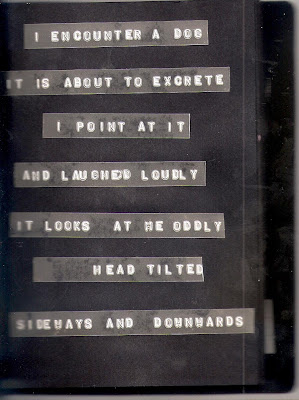 I ENCOUNTER A DOG
IT IS ABOUT TO EXCRETE
I POINT AT IT
AND LAUGHED LOUDLY
IT LOOKS AT ME ODDLY
HEAD TILTED
SIDEWAYS AND DOWNWARDS